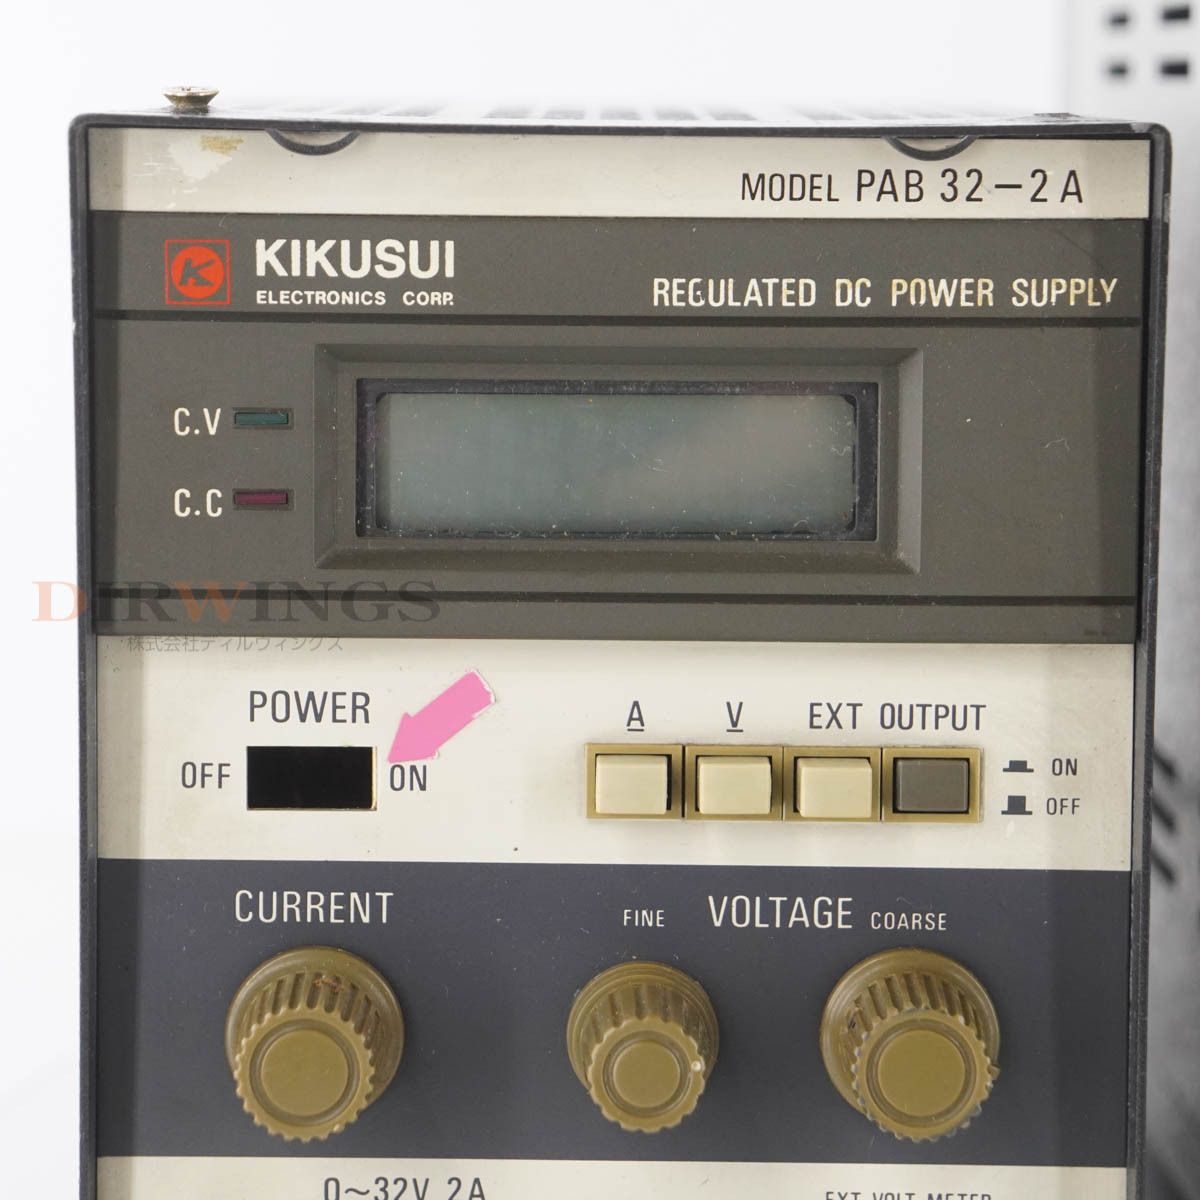 MODEL PAB 32-2A
K
KIKUSUI
ELECTRONICS CORP.
REGULATED DC POWER SUPPLY
C.V
C.C
DIRWINGS
株式会社ディルウィングス
POWER
OFF
ON
A
V
EXT OUTPUT
ON
OFF
CURRENT
FINE VOLTAGE COARSE
0~32V 2A
EXT VOLT METER